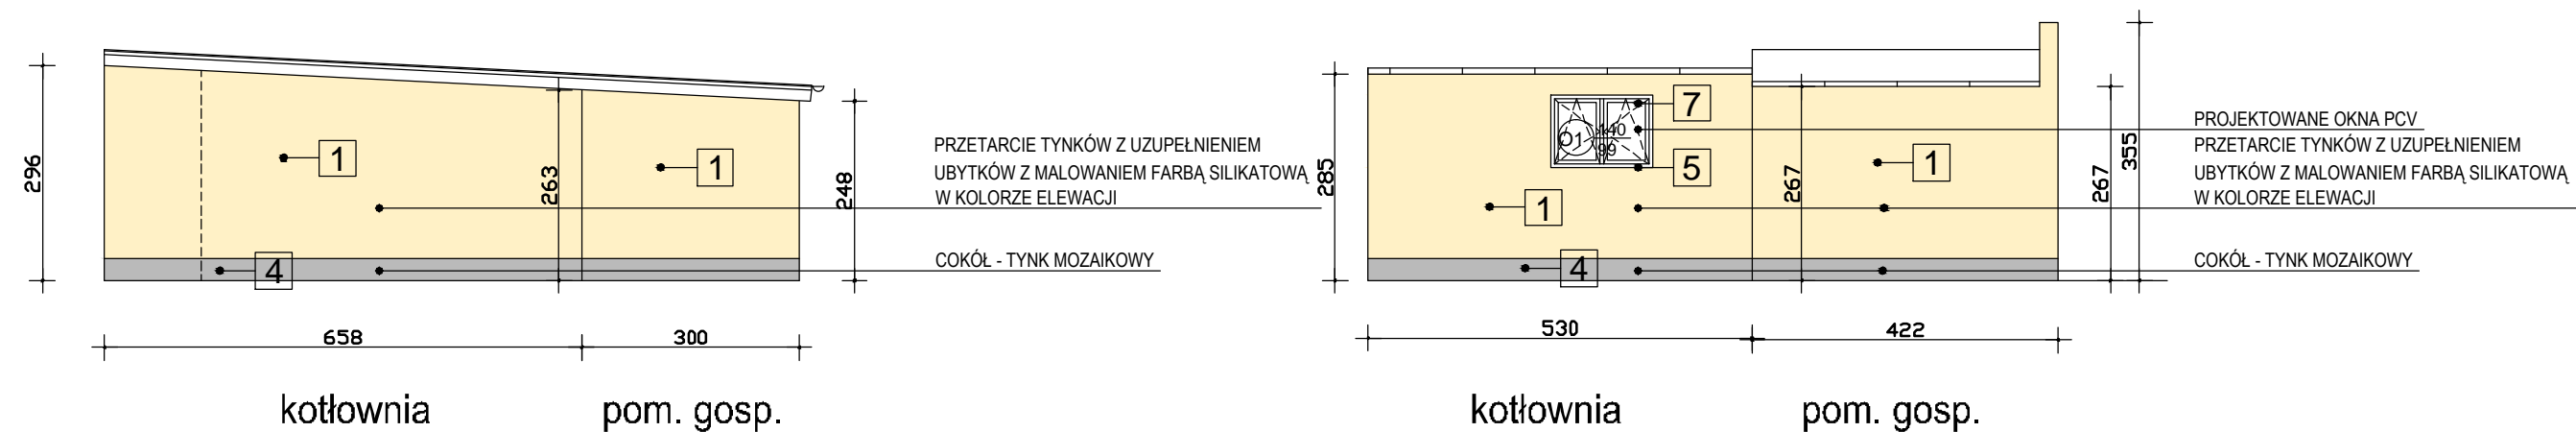 296
1
263
1
248
4
658
300
kotłownia
pom. gosp.
PRZETARCIE TYNKÓW Z UZUPEŁNIENIEM
UBYTKÓW Z MALOWANIEM FARBĄ SILIKATOWĄ
W KOLORZE ELEWACJI
COKÓŁ - TYNK MOZAIKOWY
285
7
O1
140
99
5
1
267
1
4
267
355
530
422
kotłownia
pom. gosp.
PROJEKTOWANE OKNA PCV
PRZETARCIE TYNKÓW Z UZUPEŁNIENIEM
UBYTKÓW Z MALOWANIEM FARBĄ SILIKATOWĄ
W KOLORZE ELEWACJI
COKÓŁ - TYNK MOZAIKOWY